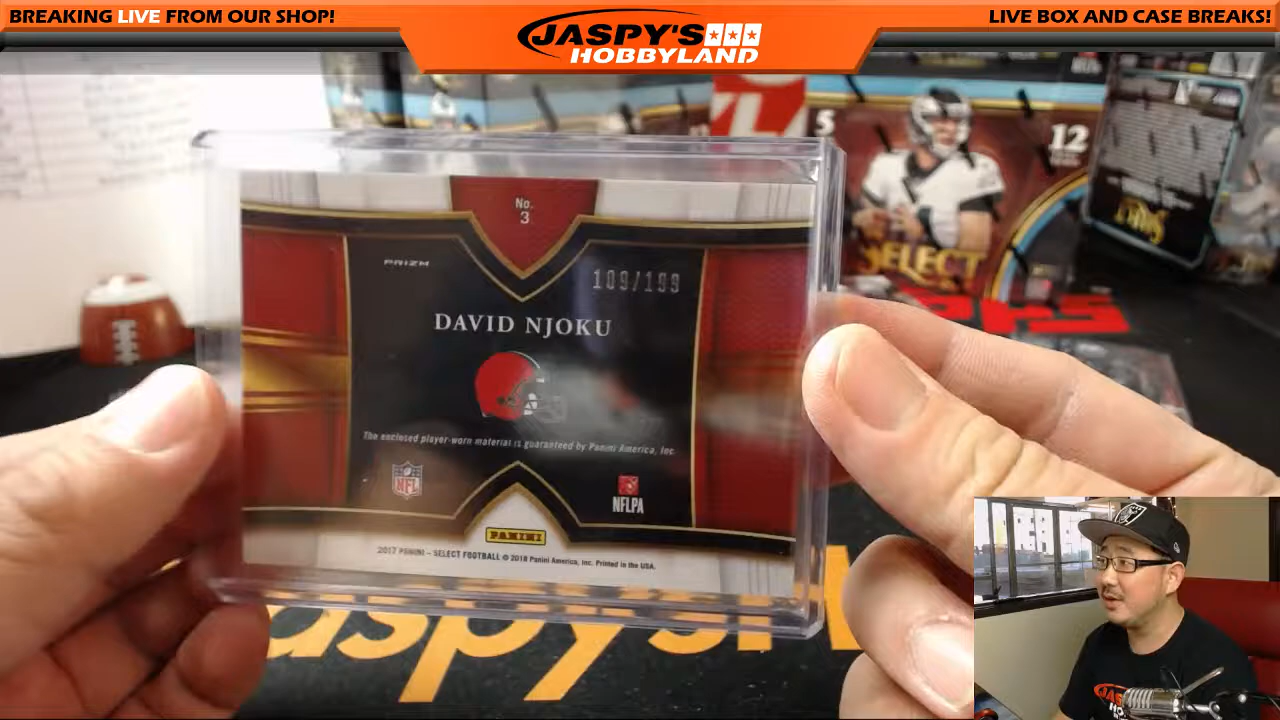 BREAKING LIVE FROM OUR SHOP!
JASPY'S
HOBBYLAND
LIVE BOX AND CASE BREAKS!
5
12
SELECT
No.
3
PRIZM
109/199
DAVID NJOKU
The enclosed player-worn material is guaranteed by Panini America, Inc.
NFL
NFLPA
PANINI
2017 PANINI – SELECT FOOTBALL © 2018 Panini America, Inc. Printed in the USA.